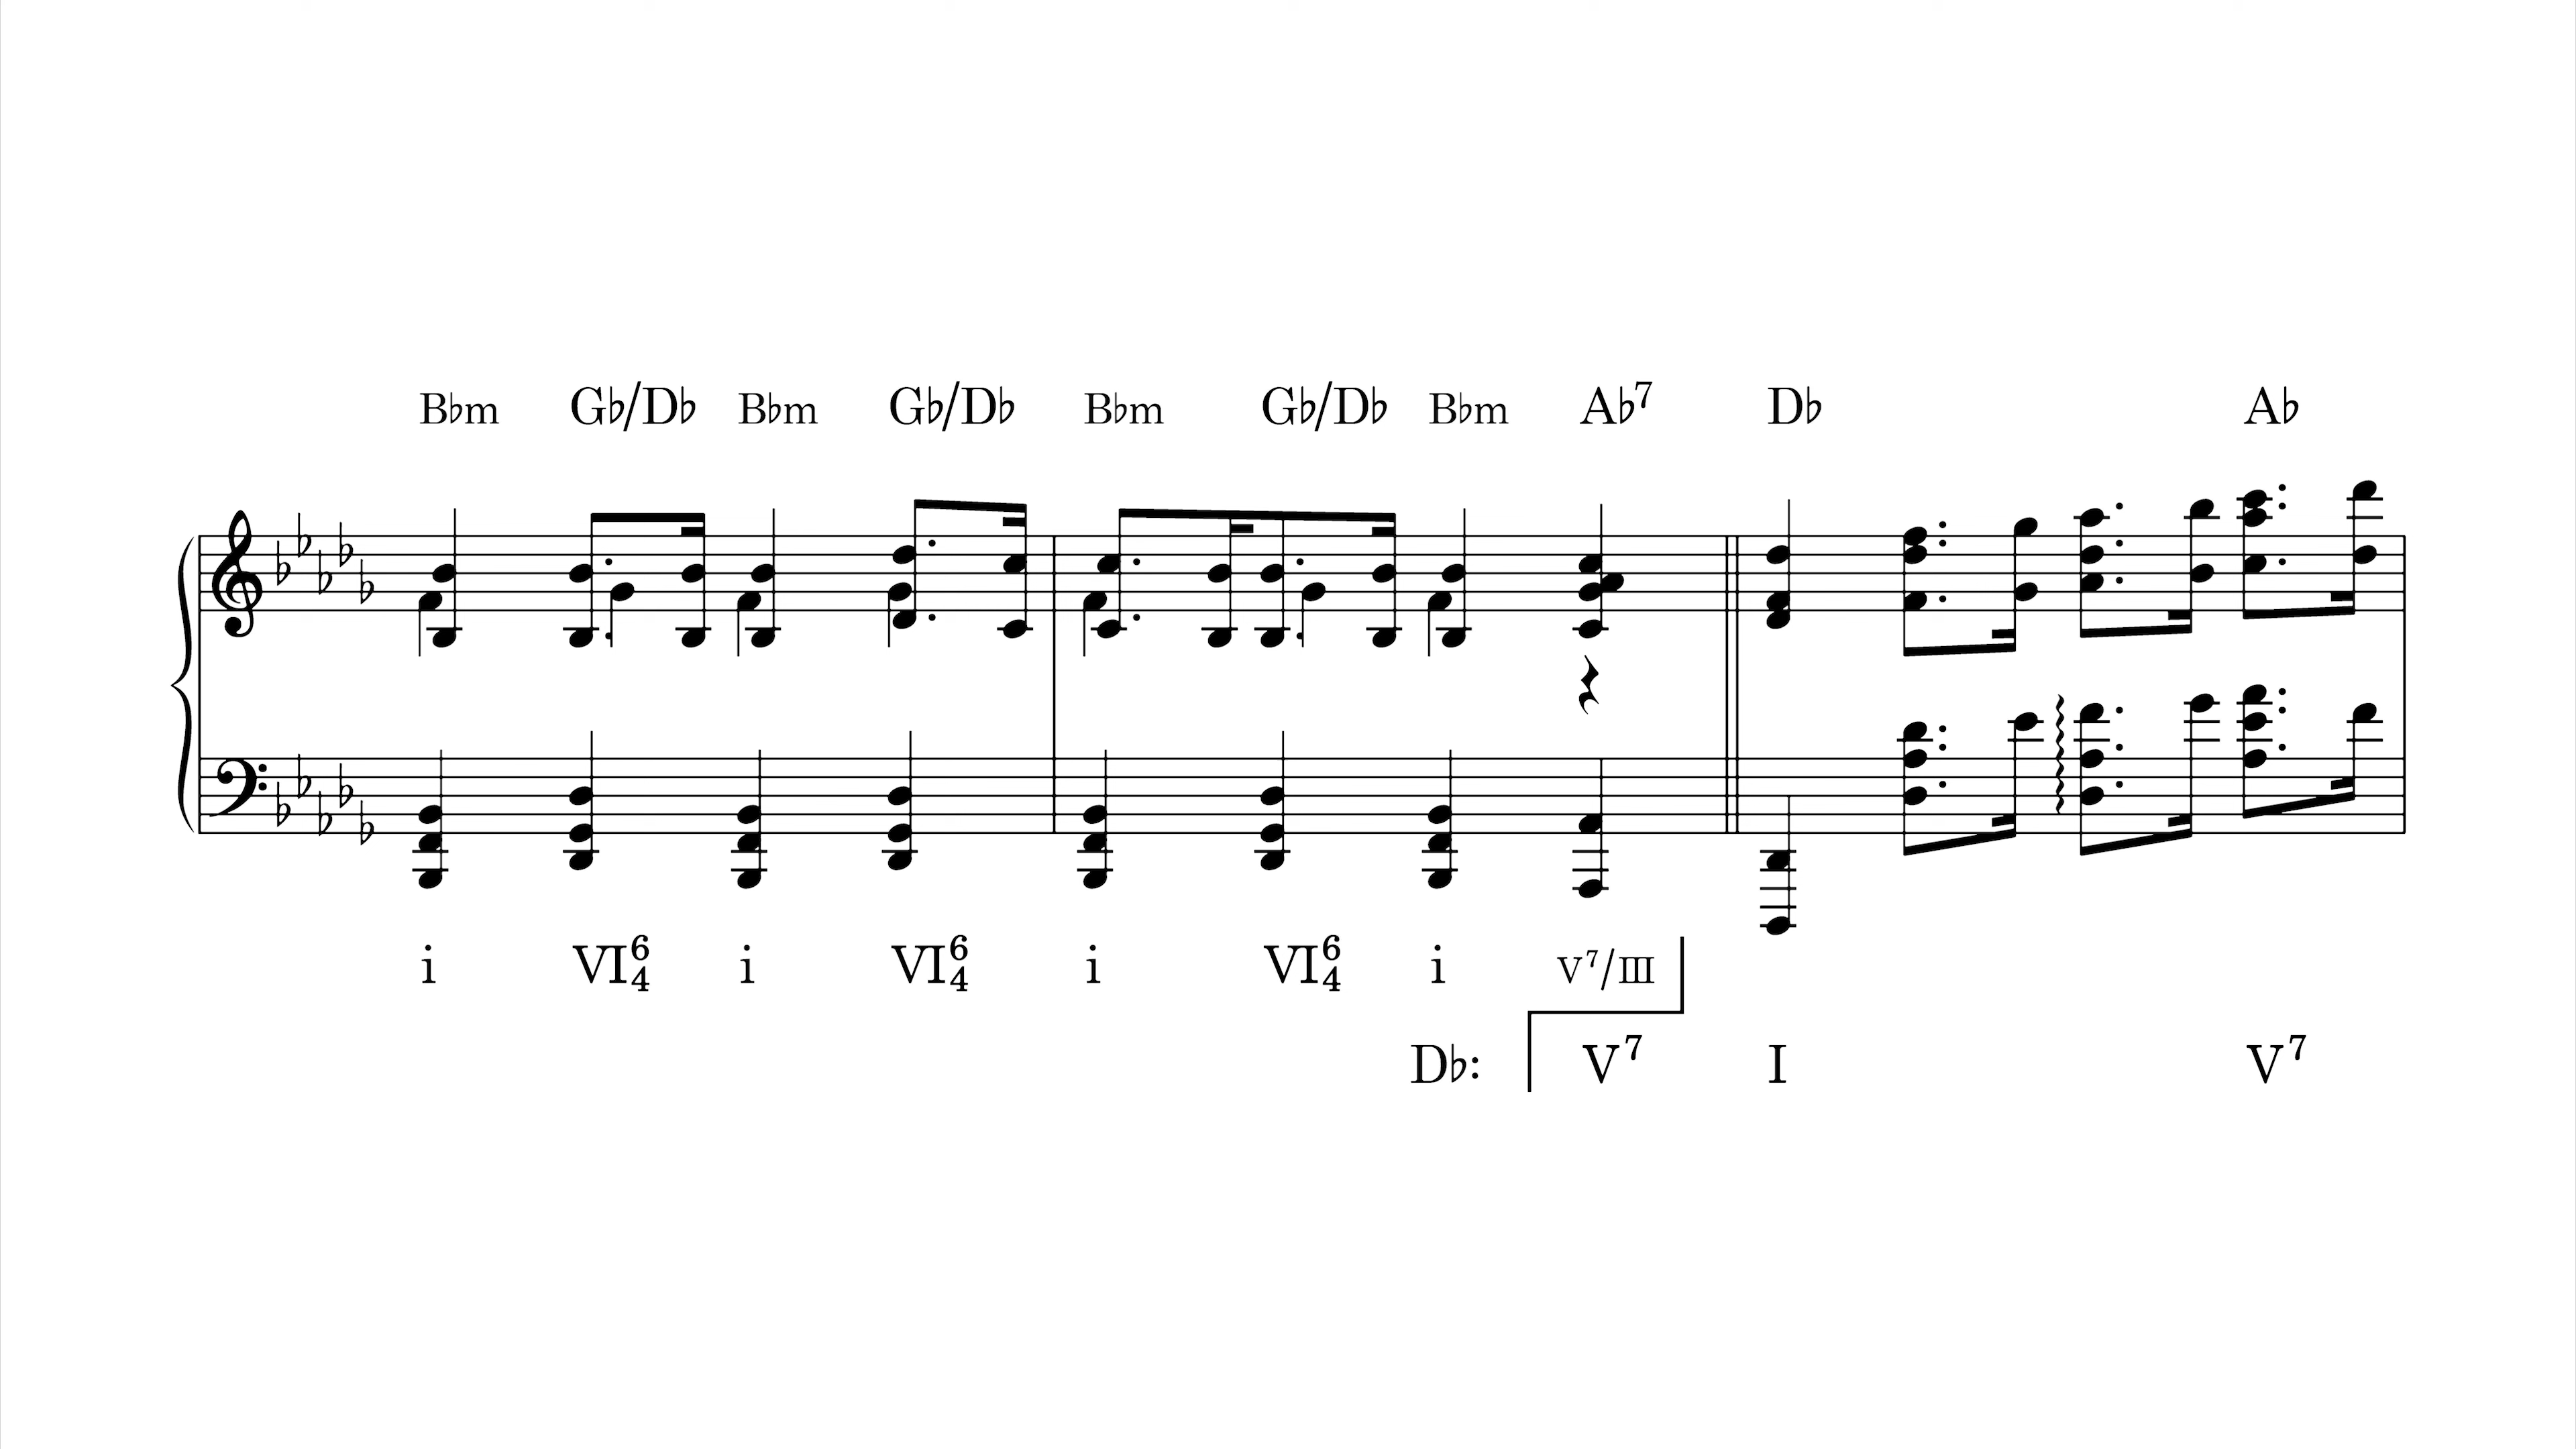 B♭m G♭/D♭ B♭m G♭/D♭ B♭m G♭/D♭ B♭m A♭7 D♭ A♭
i VI64 i VI64 i VI64 i V7/III
D♭: V7 I V7